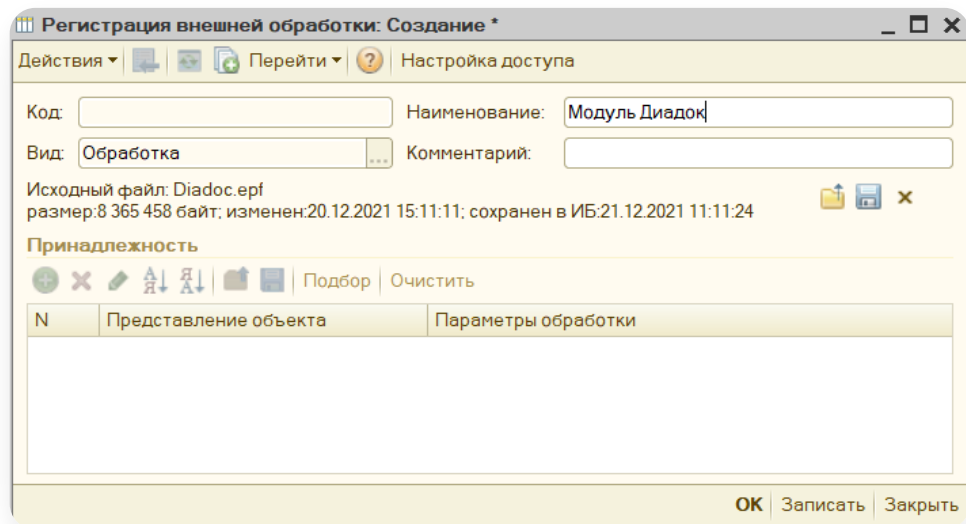 Регистрация внешней обработки: Создание *
Действия Перейти ? Настройка доступа
Код: Наименование: Модуль Диадок
Вид: Обработка ... Комментарий:
Исходный файл: Diadoc.epf
размер:8 365 458 байт; изменен:20.12.2021 15:11:11; сохранен в ИБ:21.12.2021 11:11:24
Принадлежность
Подбор Очистить
N Представление объекта Параметры обработки
OK Записать Закрыть